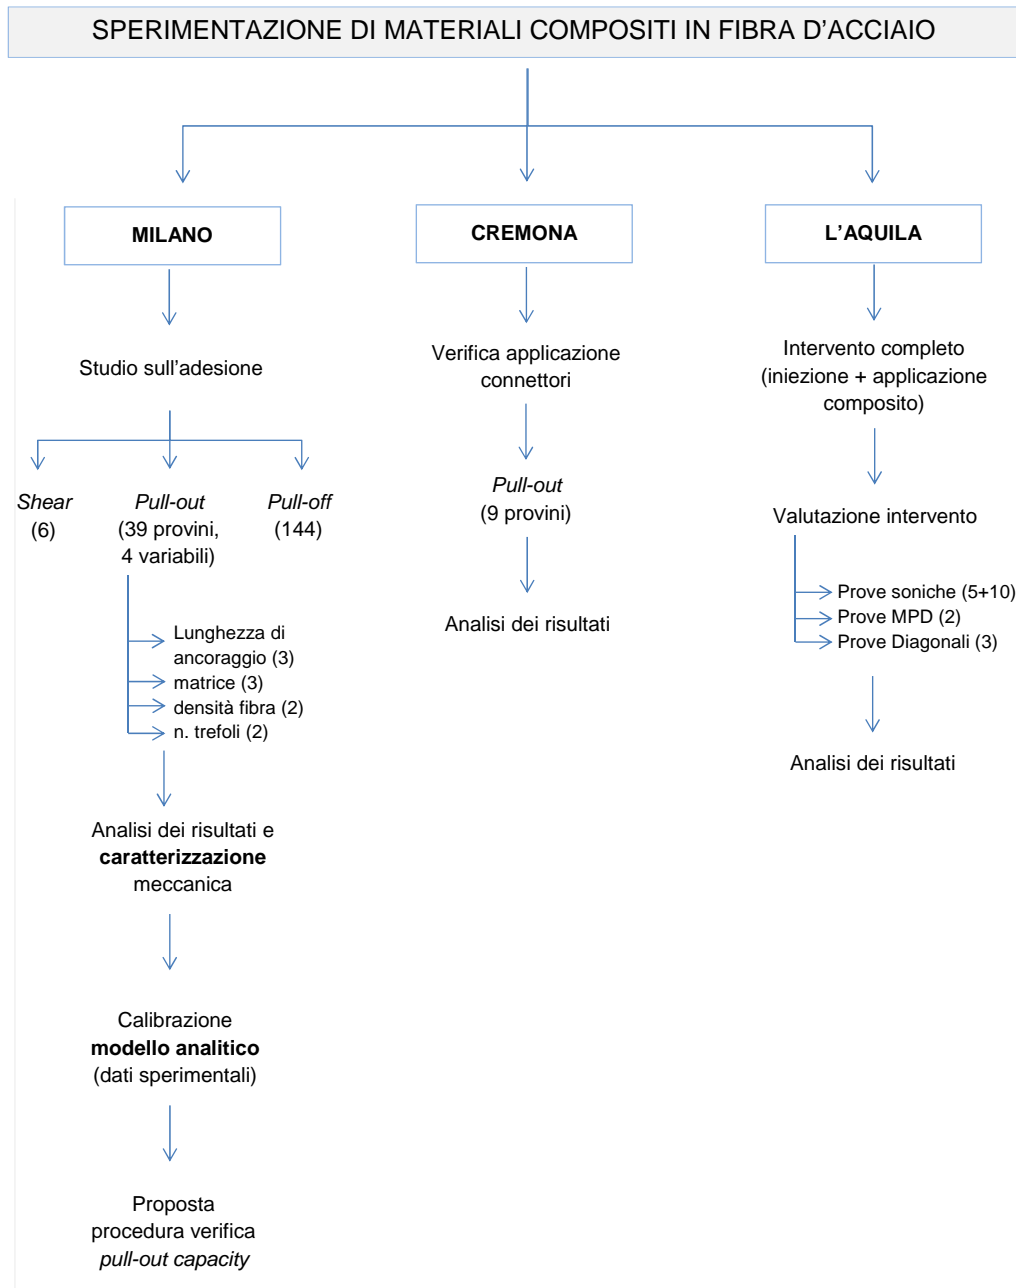 SPERIMENTAZIONE DI MATERIALI COMPOSITI IN FIBRA D'ACCIAIO
MILANO
Studio sull'adesione
Shear
(6)
Pull-out
(39 provini,
4 variabili)
Pull-off
(144)
Lunghezza di
ancoraggio (3)
matrice (3)
densità fibra (2)
n. trefoli (2)
Analisi dei risultati e
caratterizzazione
meccanica
Calibrazione
modello analitico
(dati sperimentali)
Proposta
procedura verifica
pull-out capacity
CREMONA
Verifica applicazione
connettori
Pull-out
(9 provini)
Analisi dei risultati
L'AQUILA
Intervento completo
(iniezione + applicazione
composito)
Valutazione intervento
Prove soniche (5+10)
Prove MPD (2)
Prove Diagonali (3)
Analisi dei risultati